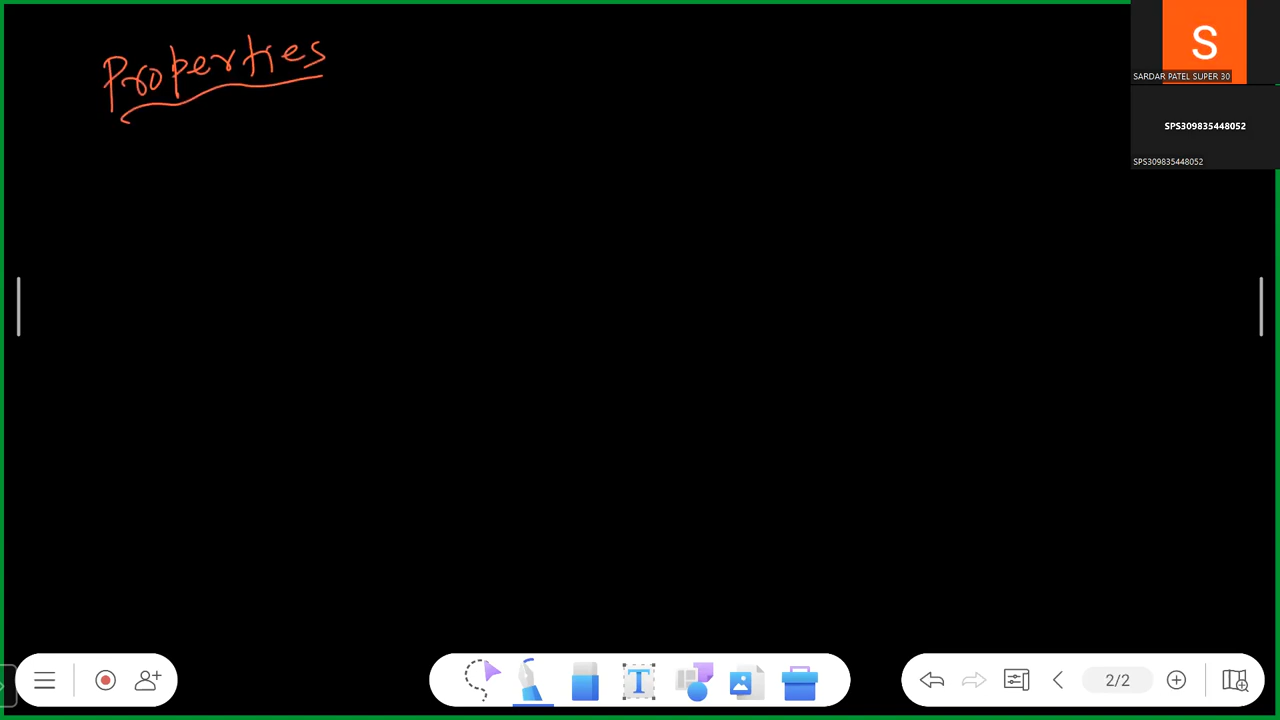 Properties
S
SARDAR PATEL SUPER 30
SPS309835448052
SPS309835448052
T
2/2